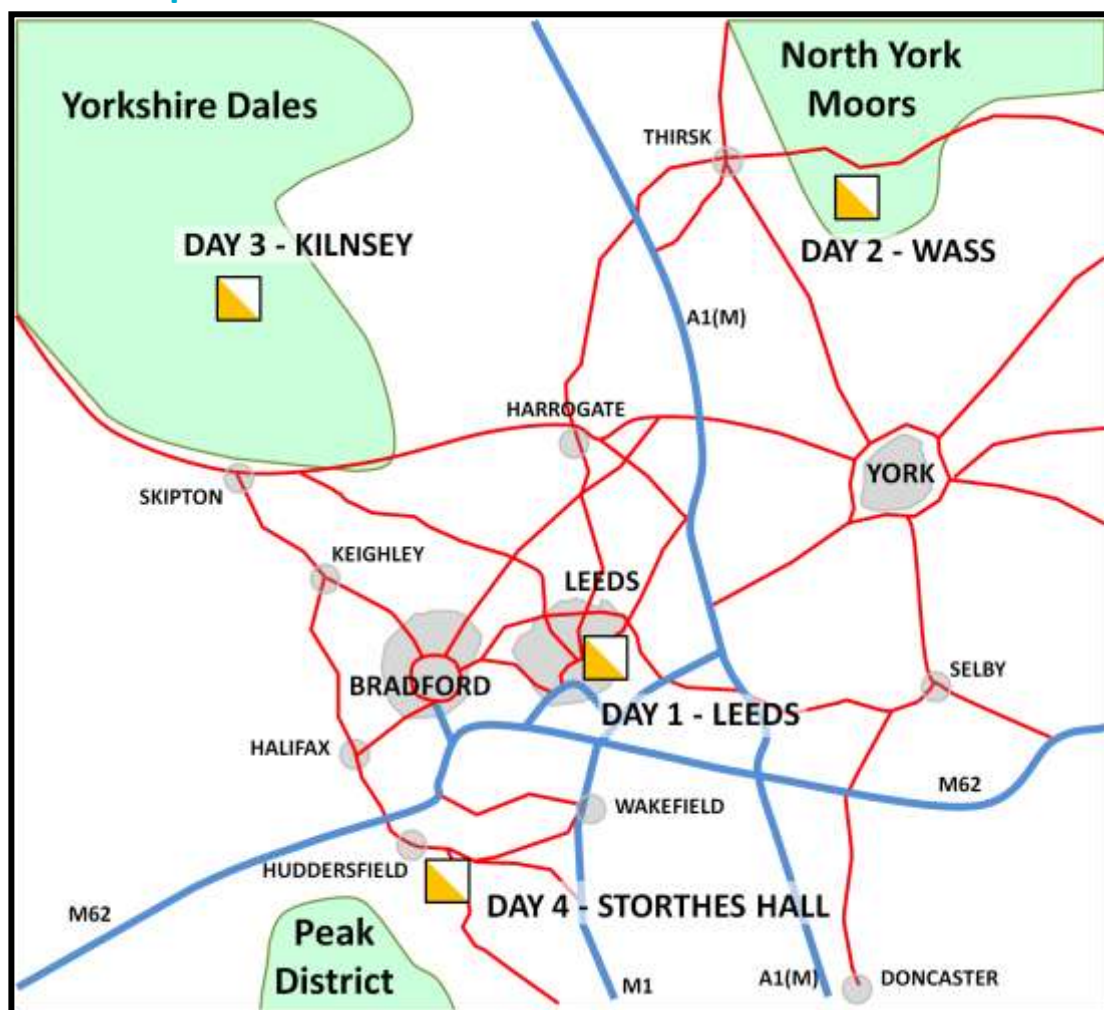 North York
Moors
Yorkshire Dales
THIRSK
DAY 3 - KILNSEY
DAY 2 - WASS
A1(M)
HARROGATE
YORK
SKIPTON
KEIGHLEY
LEEDS
SELBY
BRADFORD
DAY 1 - LEEDS
HALIFAX
M62
WAKEFIELD
HUDDERSFIELD
DAY 4 - STORTHES HALL
M62
Peak
District
M1
A1(M)
DONCASTER